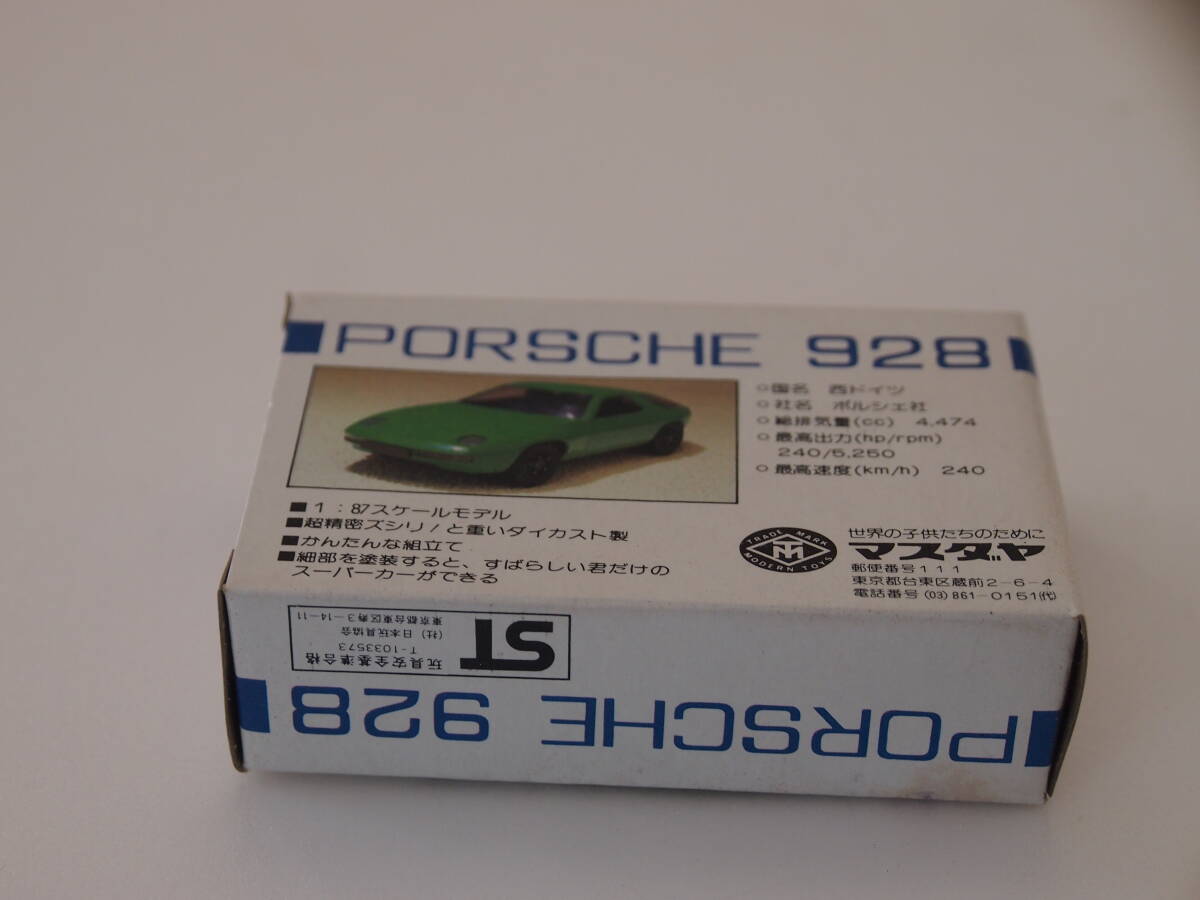 PORSCHE 928
○国名 西ドイツ
○社名 ポルシェ社
○総排気量(cc) 4,474
○最高出力(hp/rpm)
240/5,250
○最高速度(km/h) 240
■1:87スケールモデル
■超精密ズシリ!と重いダイカスト製
■かんたんな組立て
■細部を塗装すると、すばらしい君だけの
スーパーカーができる
TRADE MARK
MODERN TOYS
世界の子供たちのために
マスダヤ
郵便番号111
東京都台東区蔵前2-6-4
電話番号(03)861-0151(代)
ST
玩具安全基準合格
T-1033573
(社)日本玩具協会
東京都台東区寿3-14-11
PORSCHE 928